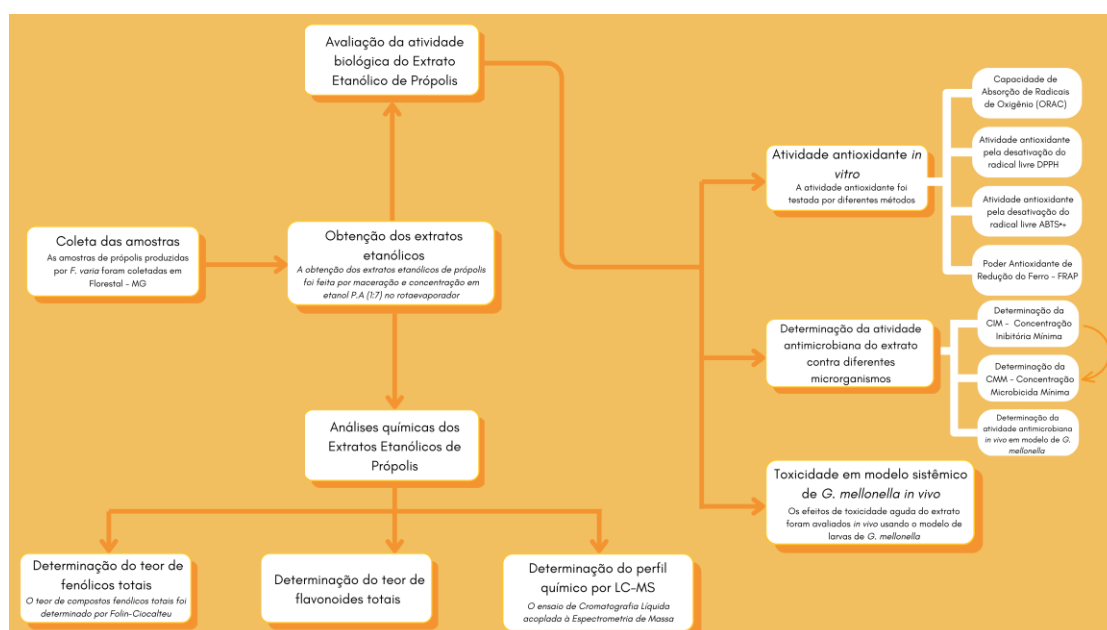 Avaliação da atividade
biológica do Extrato
Etanólico de Própolis
Coleta das amostras
As amostras de própolis produzidas
por F. varia foram coletadas em
Florestal - MG
Obtenção dos extratos
etanólicos
A obtenção dos extratos etanólicos de própolis
foi feita por maceração e concentração em
etanol P.A (1:7) no rotaevaporador
Análises químicas dos
Extratos Etanólicos de
Própolis
Determinação do teor de
fenólicos totais
O teor de compostos fenólicos totais foi
determinado por Folin-Ciocalteu
Determinação do teor de
flavonoides totais
Determinação do perfil
químico por LC-MS
O ensaio de Cromatografia Líquida
acoplada à Espectrometria de Massa
Atividade antioxidante in
vitro
A atividade antioxidante foi
testada por diferentes métodos
Capacidade de
Absorção de Radicais
de Oxigênio (ORAC)
Atividade antioxidante
pela desativação do
radical livre DPPH
Atividade antioxidante
pela desativação do
radical livre ABTS•+
Poder Antioxidante de
Redução do Ferro - FRAP
Determinação da atividade
antimicrobiana do extrato
contra diferentes
microrganismos
Determinação da
CIM - Concentração
Inibitória Mínima
Determinação da
CMM - Concentração
Microbicida Mínima
Determinação da
atividade antimicrobiana
in vivo em modelo de G.
mellonella
Toxicidade em modelo sistêmico
de G. mellonella in vivo
Os efeitos de toxicidade aguda do extrato
foram avaliados in vivo usando o modelo de
larvas de G. mellonella